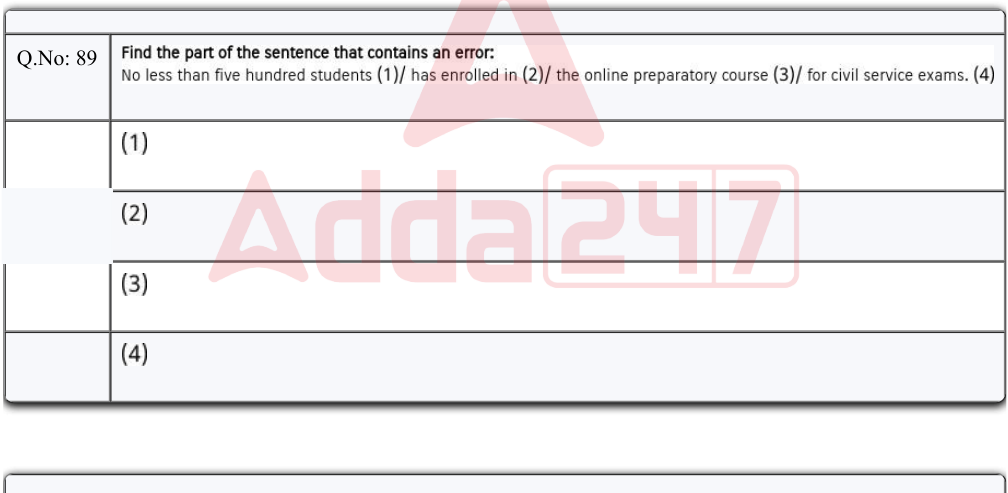 Q.No: 89
Find the part of the sentence that contains an error:
No less than five hundred students (1)/ has enrolled in (2)/ the online preparatory course (3)/ for civil service exams. (4)
(1)
(2)
(3)
(4)
Adda247